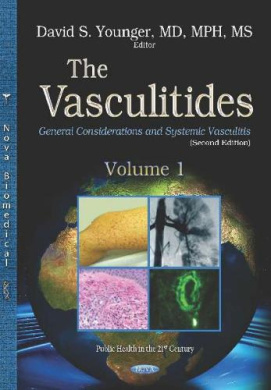 David S. Younger, MD, MPH, MS
Editor
The
Vasculitides
General Considerations and Systemic Vasculitis
(Second Edition)
Volume 1
Nova Biomedical
Public Health in the 21st Century